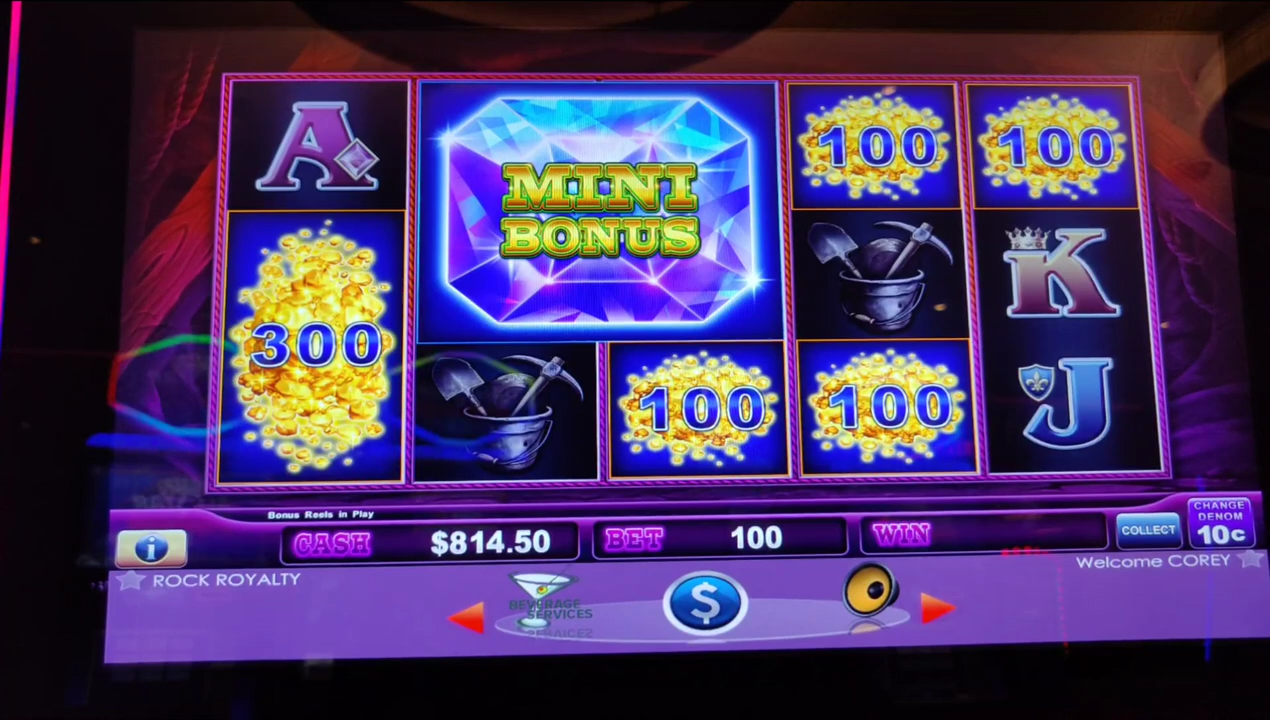 A
MINI
BONUS
100
100
300
K
100
100
J
Bonus Reels in Play
CASH $814.50 BET 100 WIN
COLLECT
CHANGE
DENOM
10c
i
ROCK ROYALTY
Welcome COREY
BEVERAGE
SERVICES
$